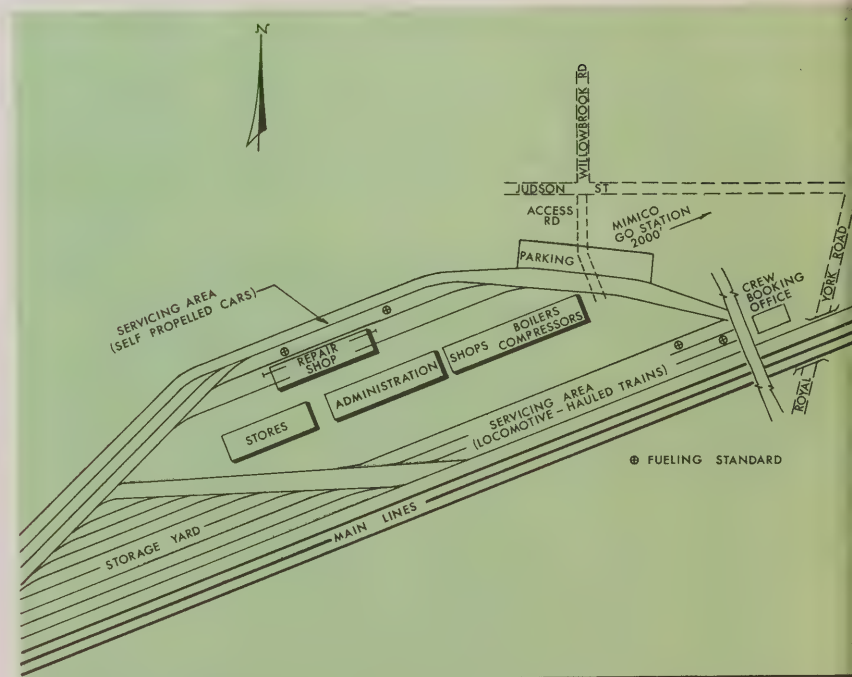 N
WILLOWBROOK RD
JUDSON ST
ACCESS
RD
MIMICO
GO STATION
2000'
PARKING
YORK ROAD
CREW
BOOKING
OFFICE
SERVICING AREA
(SELF PROPELLED CARS)
REPAIR
SHOP
SHOPS BOILERS
COMPRESSORS
ADMINISTRATION
STORES
SERVICING AREA
(LOCOMOTIVE - HAULED TRAINS)
ROYAL
⊕ FUELING STANDARD
STORAGE YARD
MAIN LINES